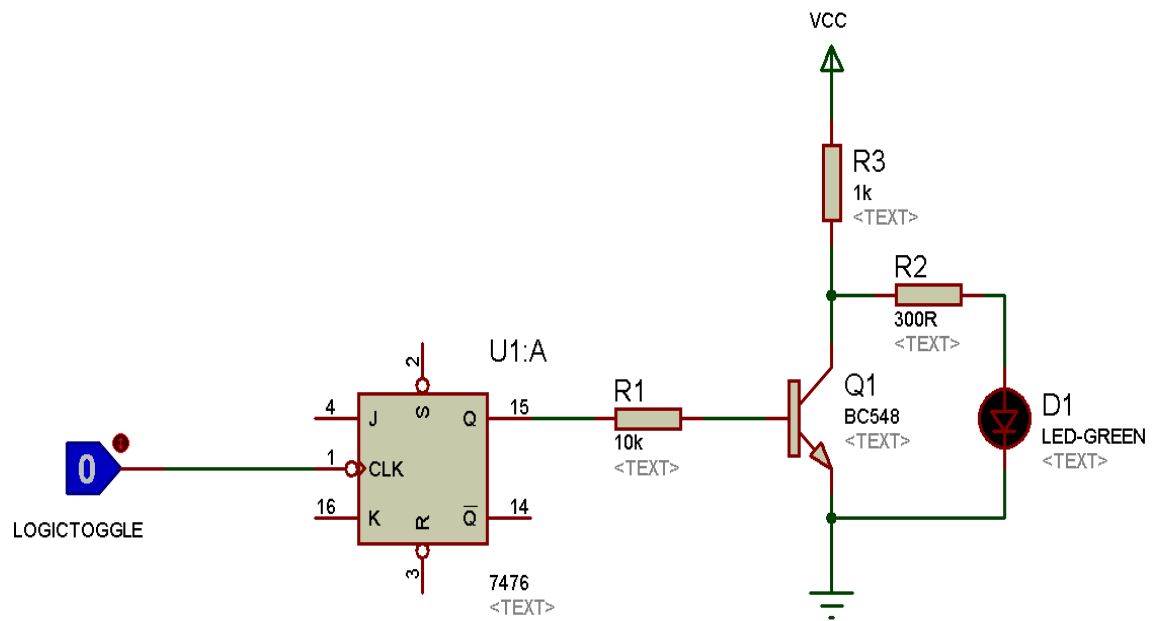 VCC
R3
1k
<TEXT>
R2
300R
<TEXT>
U1:A
2
4
J
S
Q
15
R1
10k
<TEXT>
Q1
BC548
<TEXT>
D1
LED-GREEN
<TEXT>
0
1
CLK
16
K
R
Q̅
14
3
LOGICTOGGLE
7476
<TEXT>